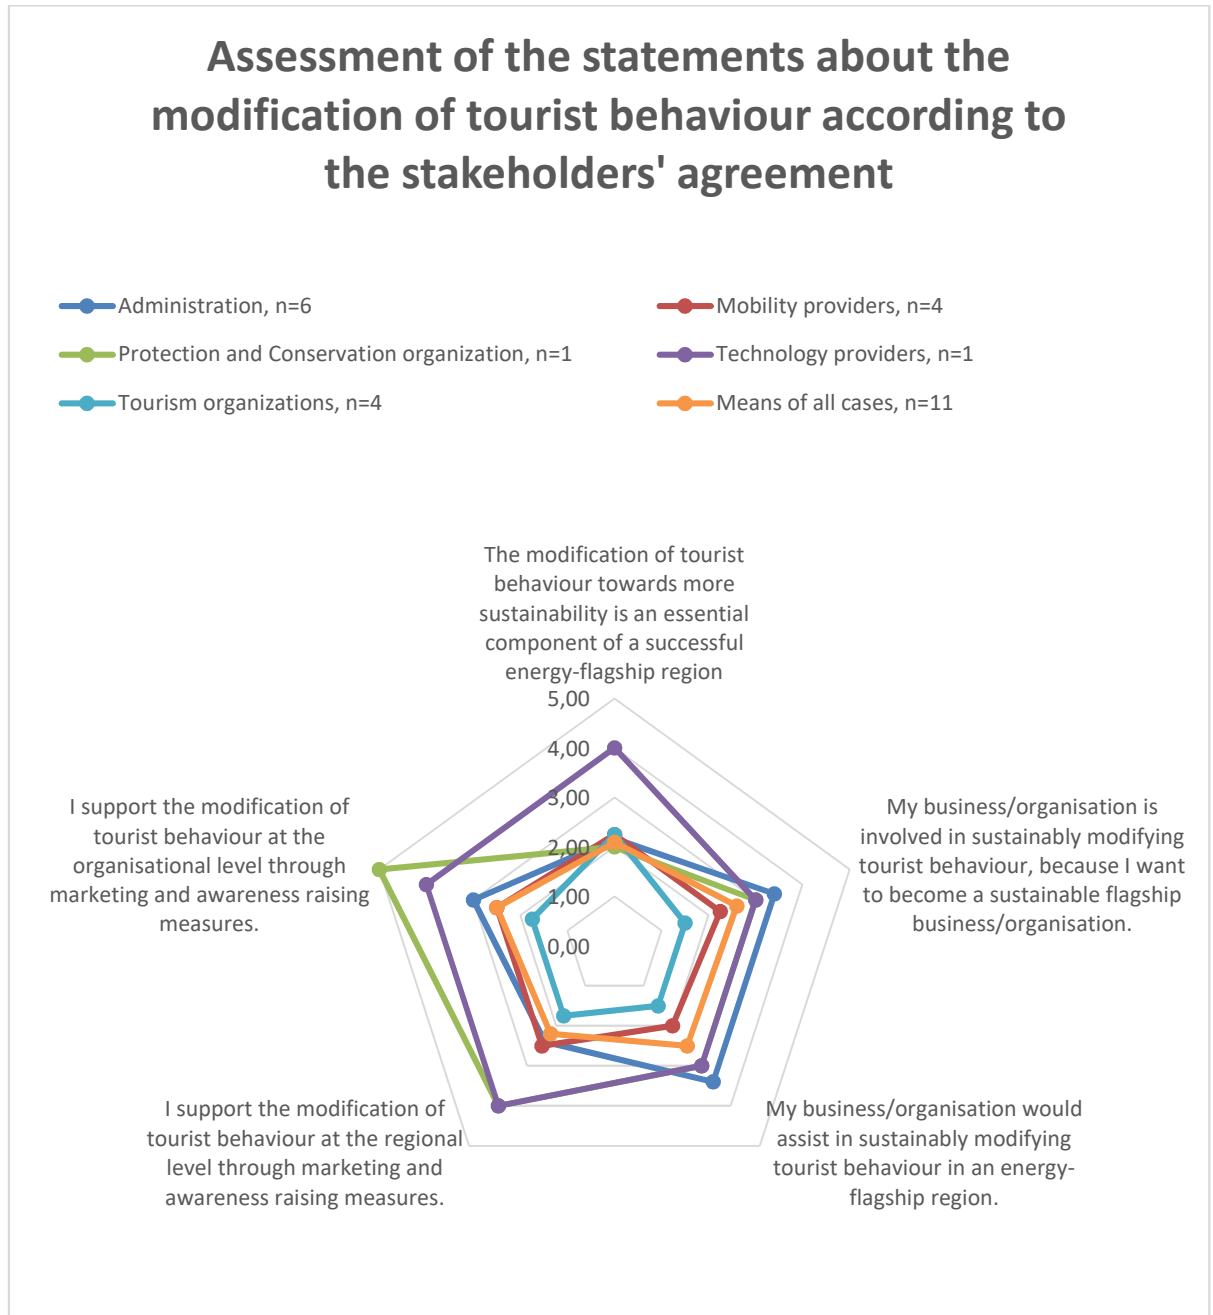 Assessment of the statements about the
modification of tourist behaviour according to
the stakeholders' agreement
Administration, n=6
Mobility providers, n=4
Protection and Conservation organization, n=1
Technology providers, n=1
Tourism organizations, n=4
Means of all cases, n=11
The modification of tourist
behaviour towards more
sustainability is an essential
component of a successful
energy-flagship region
5,00
4,00
3,00
2,00
1,00
0,00
My business/organisation is
involved in sustainably modifying
tourist behaviour, because I want
to become a sustainable flagship
business/organisation.
My business/organisation would
assist in sustainably modifying
tourist behaviour in an energy-
flagship region.
I support the modification of
tourist behaviour at the regional
level through marketing and
awareness raising measures.
I support the modification of
tourist behaviour at the
organisational level through
marketing and awareness raising
measures.